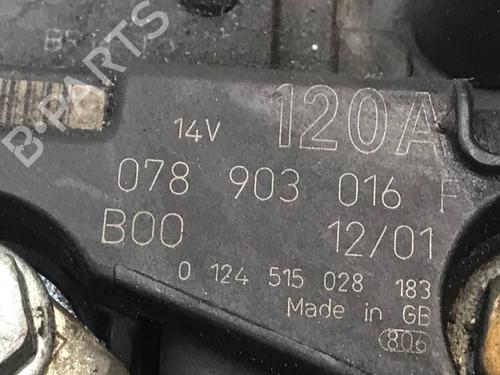 B-PARTS
14V 120A
078 903 016 F
B00 12/01
0 124 515 028 183
Made in GB
806